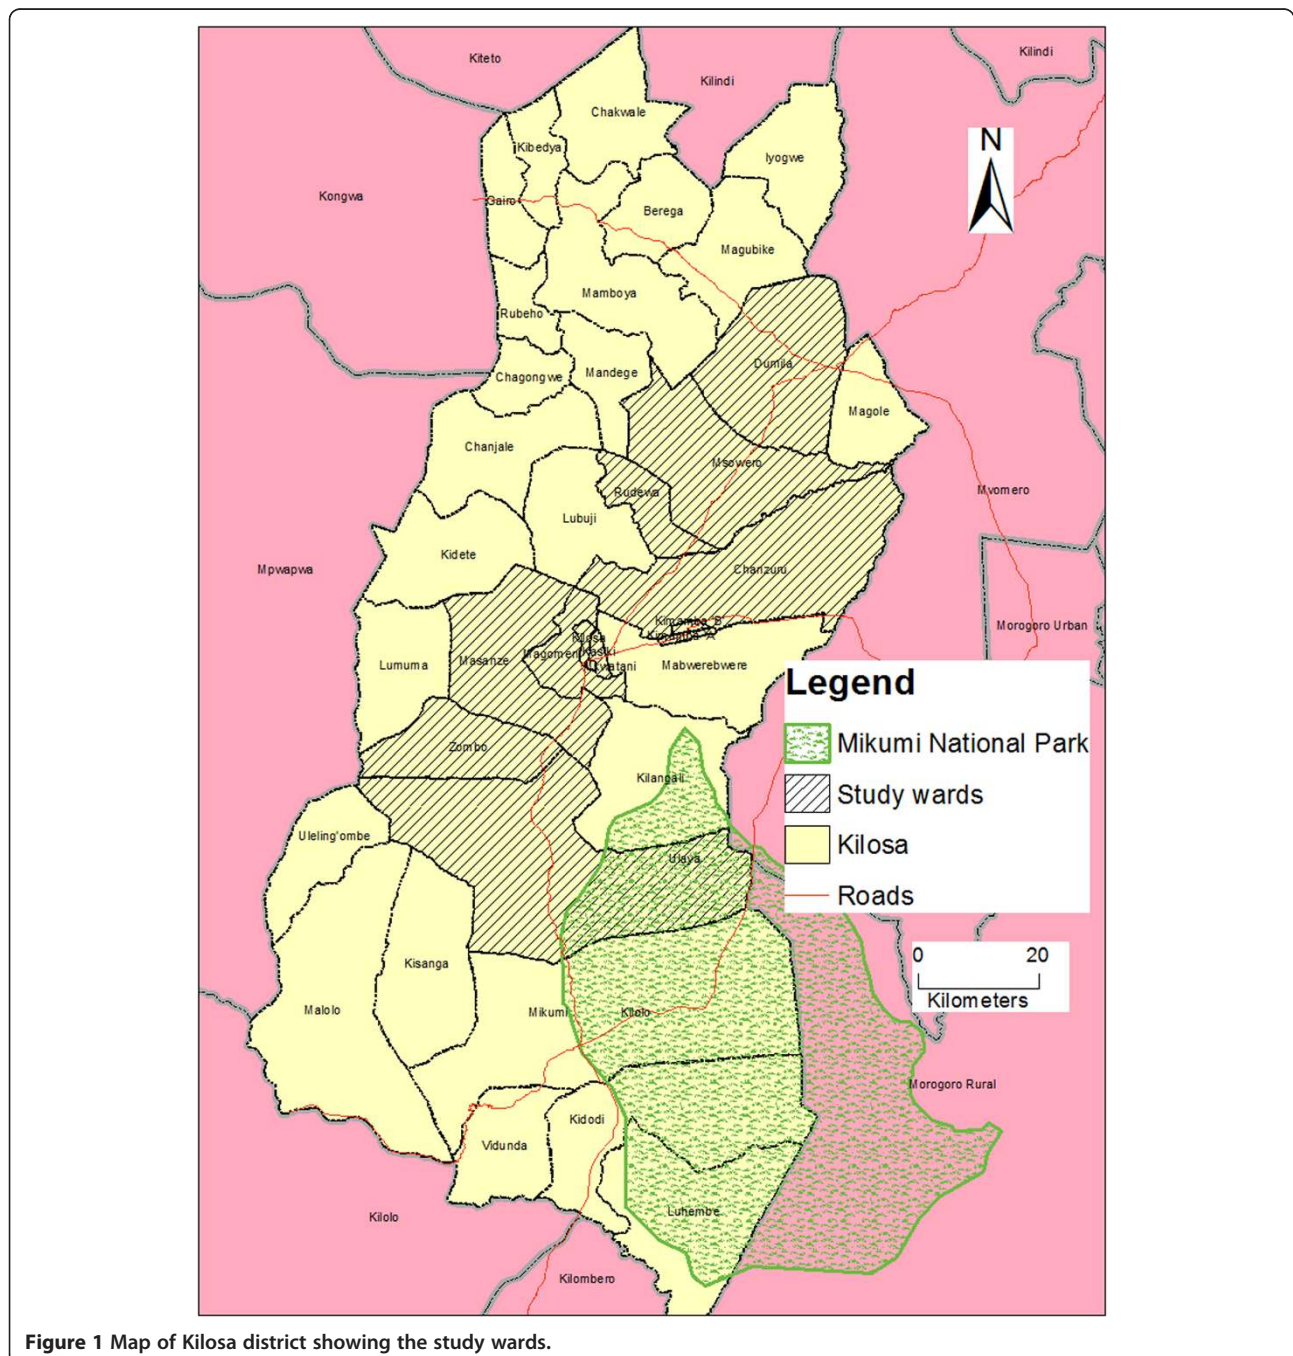 Kiteto
Kilindi
Kilindi
Chakwale
Kibedya
Iyogwe
N
Kongwa
Gairo
Berega
Magubike
Mamboya
Rubeho
Dumila
Chagongwe
Mandege
Magole
Chanjale
Msowero
Rudewa
Mvomero
Lubuji
Kidete
Mpwapwa
Chanzuru
Kimamba 'B'
Kimamba 'A'
Morogoro Urban
Kilosa
Kasiki
Magomeni
Masanze
Lumuma
Mabwerebwere
Legend
Mikumi National Park
Study wards
Kilosa
Roads
Zombo
Kilangali
Uleling'ombe
Ulaya
Kisanga
0 20
Kilometers
Malolo
Mikumi
Kilolo
Morogoro Rural
Kidodi
Vidunda
Luhembe
Kilolo
Kilombero
Figure 1 Map of Kilosa district showing the study wards.